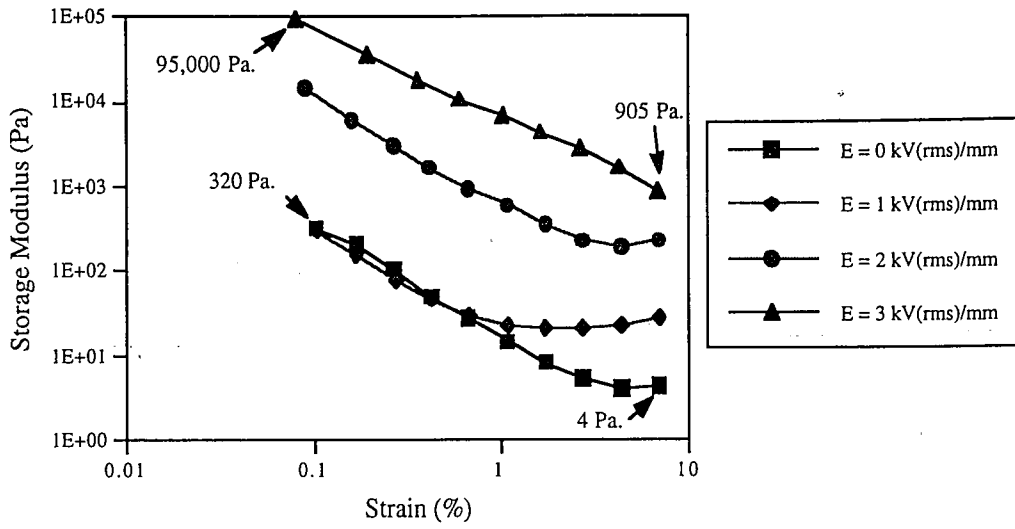 1E+05
1E+04
1E+03
1E+02
1E+01
1E+00
Storage Modulus (Pa)
95,000 Pa.
905 Pa.
320 Pa.
4 Pa.
0.01
0.1
1
10
Strain (%)
E = 0 kV(rms)/mm
E = 1 kV(rms)/mm
E = 2 kV(rms)/mm
E = 3 kV(rms)/mm